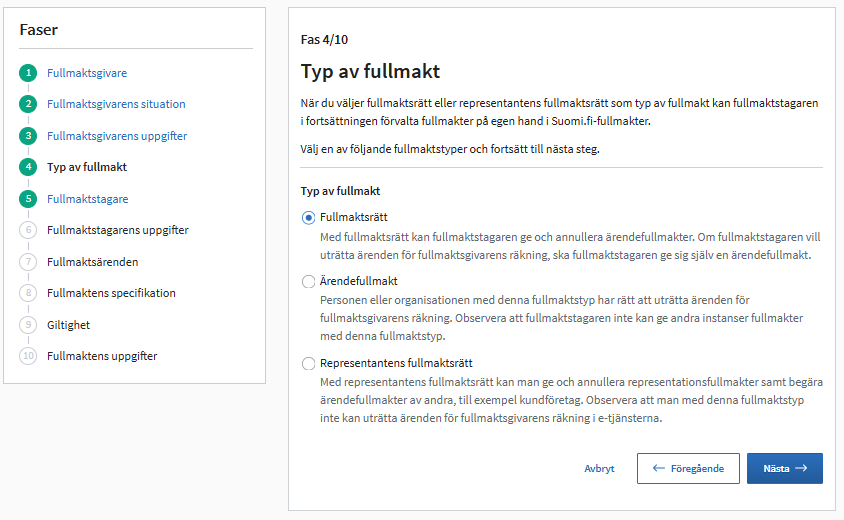 Faser
1 Fullmaktsgivare
2 Fullmaktsgivarens situation
3 Fullmaktsgivarens uppgifter
4 Typ av fullmakt
5 Fullmaktstagare
6 Fullmaktstagarens uppgifter
7 Fullmaktsärenden
8 Fullmaktens specifikation
9 Giltighet
10 Fullmaktens uppgifter
Fas 4/10
Typ av fullmakt
När du väljer fullmaktsrätt eller representantens fullmaktsrätt som typ av fullmakt kan fullmaktstagaren
i fortsättningen förvalta fullmakter på egen hand i Suomi.fi-fullmakter.
Välj en av följande fullmaktstyper och fortsätt till nästa steg.
Typ av fullmakt
Fullmaktsrätt
Med fullmaktsrätt kan fullmaktstagaren ge och annullera ärendefullmakter. Om fullmaktstagaren vill
uträtta ärenden för fullmaktsgivarens räkning, ska fullmaktstagaren ge sig själv en ärendefullmakt.
Ärendefullmakt
Personen eller organisationen med denna fullmaktstyp har rätt att uträtta ärenden för
fullmaktsgivarens räkning. Observera att fullmaktstagaren inte kan ge andra instanser fullmakter
med denna fullmaktstyp.
Representantens fullmaktsrätt
Med representantens fullmaktsrätt kan man ge och annullera representationsfullmakter samt begära
ärendefullmakter av andra, till exempel kundföretag. Observera att man med denna fullmaktstyp
inte kan uträtta ärenden för fullmaktsgivarens räkning i e-tjänsterna.
Avbryt
← Föregående
Nästa →